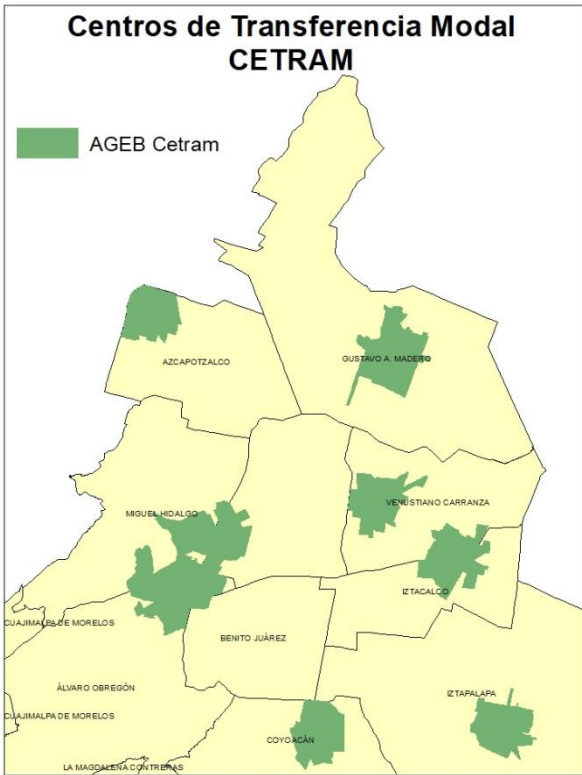 Centros de Transferencia Modal
CETRAM
AGEB Cetram
AZCAPOTZALCO
GUSTAVO A. MADERO
MIGUEL HIDALGO
VENUSTIANO CARRANZA
IZTACALCO
CUAJIMALPA DE MORELOS
BENITO JUÁREZ
ÁLVARO OBREGÓN
IZTAPALAPA
CUAJIMALPA DE MORELOS
COYOACÁN
LA MAGDALENA CONTRERAS